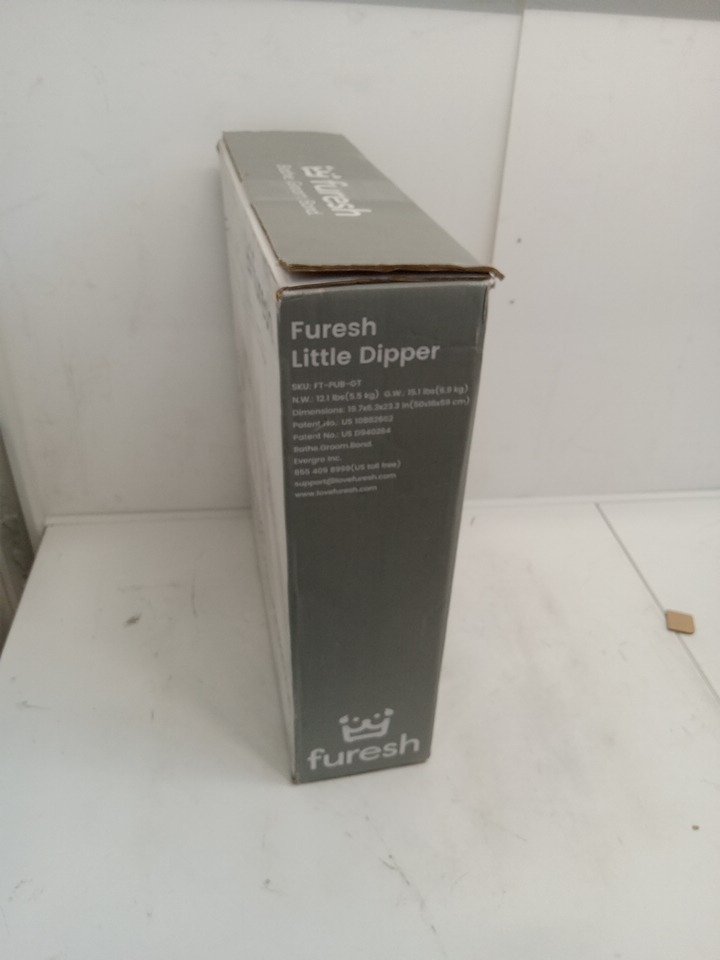 furesh
Bathe. Groom. Bond.
Furesh
Little Dipper
SKU: FT-PUB-GT
N.W.: 12.1 lbs(5.5 kg) G.W.: 15.1 lbs(6.9 kg)
Dimensions: 19.7x6.3x23.3 in(50x16x59 cm)
Patent No.: US 10882602
Patent No.: US D940284
Bathe.Groom.Bond.
Evergro Inc.
855 409 8999(US toll free)
support@lovefuresh.com
www.lovefuresh.com
furesh